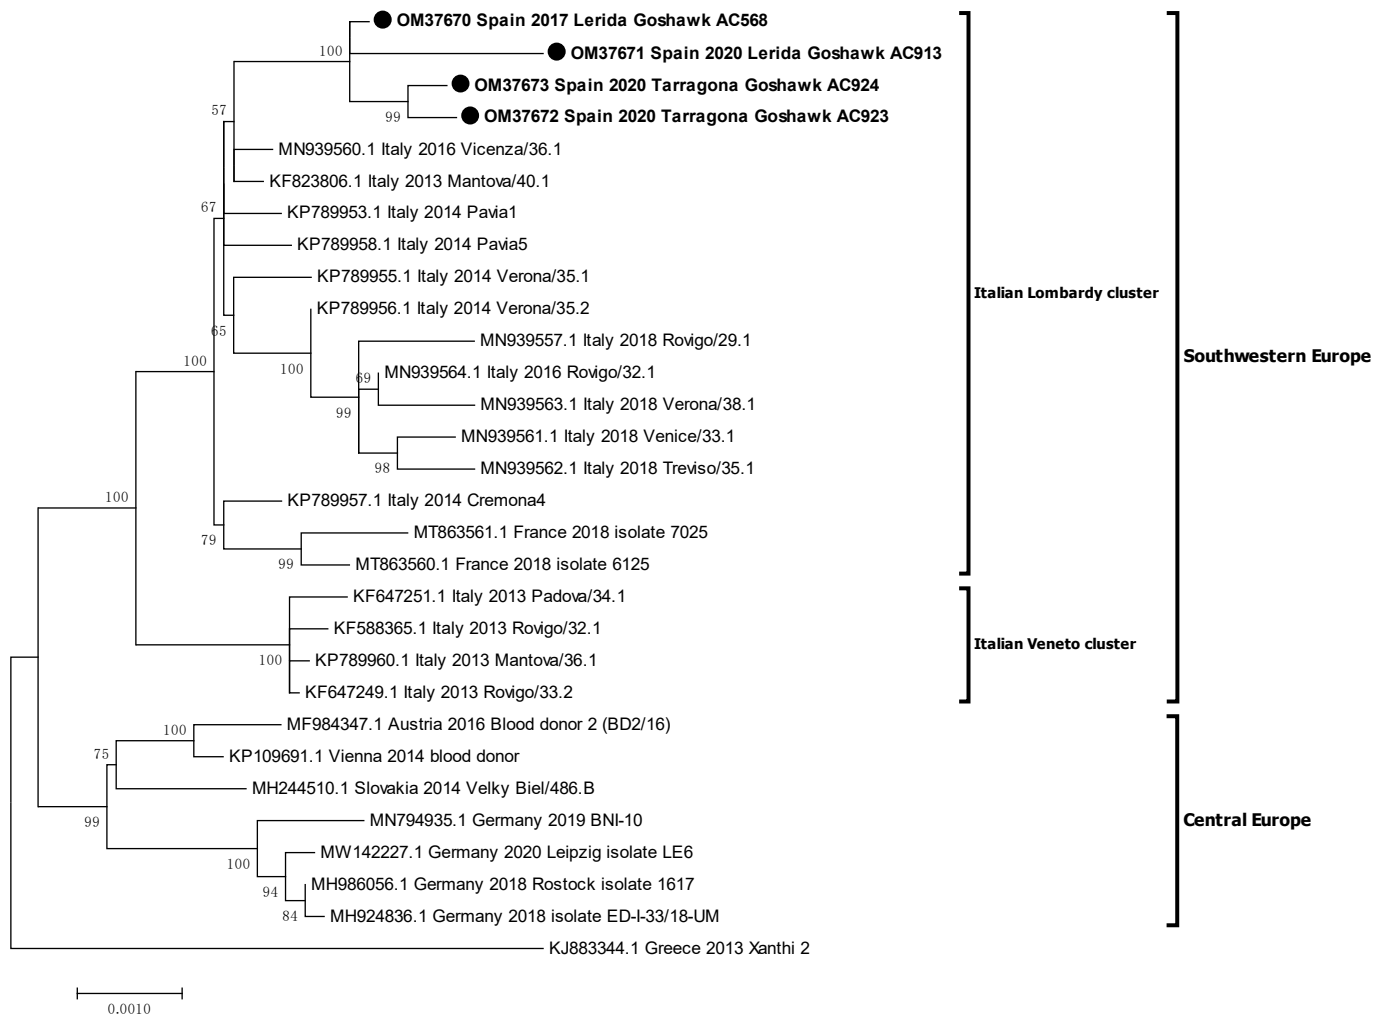 OM37670 Spain 2017 Lerida Goshawk AC568
100
OM37671 Spain 2020 Lerida Goshawk AC913
OM37673 Spain 2020 Tarragona Goshawk AC924
57
99
OM37672 Spain 2020 Tarragona Goshawk AC923
MN939560.1 Italy 2016 Vicenza/36.1
KF823806.1 Italy 2013 Mantova/40.1
67
KP789953.1 Italy 2014 Pavia1
KP789958.1 Italy 2014 Pavia5
KP789955.1 Italy 2014 Verona/35.1
Italian Lombardy cluster
KP789956.1 Italy 2014 Verona/35.2
65
MN939557.1 Italy 2018 Rovigo/29.1
Southwestern Europe
100
100
69
MN939564.1 Italy 2016 Rovigo/32.1
MN939563.1 Italy 2018 Verona/38.1
99
MN939561.1 Italy 2018 Venice/33.1
98
MN939562.1 Italy 2018 Treviso/35.1
100
KP789957.1 Italy 2014 Cremona4
MT863561.1 France 2018 isolate 7025
79
99
MT863560.1 France 2018 isolate 6125
KF647251.1 Italy 2013 Padova/34.1
KF588365.1 Italy 2013 Rovigo/32.1
Italian Veneto cluster
100
KP789960.1 Italy 2013 Mantova/36.1
KF647249.1 Italy 2013 Rovigo/33.2
100
MF984347.1 Austria 2016 Blood donor 2 (BD2/16)
75
KP109691.1 Vienna 2014 blood donor
MH244510.1 Slovakia 2014 Velky Biel/486.B
99
MN794935.1 Germany 2019 BNI-10
Central Europe
100
MW142227.1 Germany 2020 Leipzig isolate LE6
94
MH986056.1 Germany 2018 Rostock isolate 1617
84
MH924836.1 Germany 2018 isolate ED-I-33/18-UM
KJ883344.1 Greece 2013 Xanthi 2
0.0010